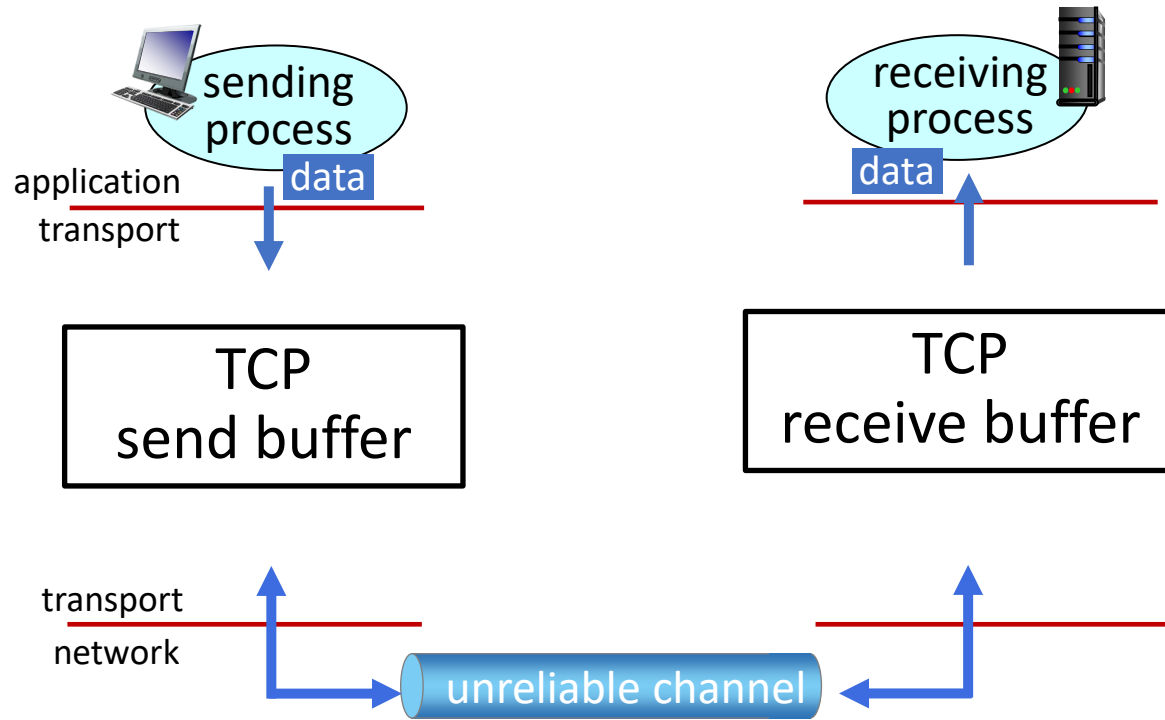 sending
process
data
application
transport
TCP
send buffer
transport
network
receiving
process
data
TCP
receive buffer
unreliable channel